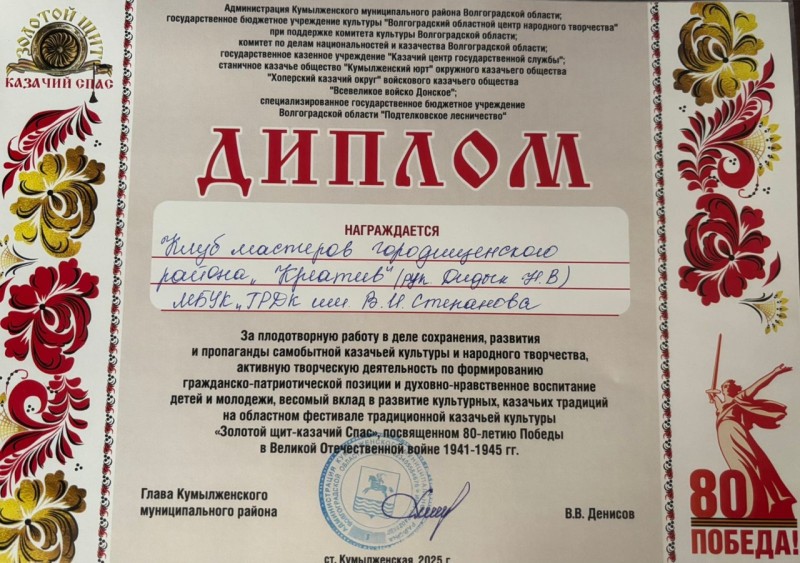 Администрация Кумылженского муниципального района Волгоградской области;
государственное бюджетное учреждение культуры "Волгоградский областной центр народного творчества"
при поддержке комитета культуры Волгоградской области;
комитет по делам национальностей и казачества Волгоградской области;
государственное казенное учреждение "Казачий центр государственной службы";
станичное казачье общество "Кумылженский юрт" окружного казачьего общества
"Хоперский казачий округ" войскового казачьего общества
"Всевеликое войско Донское";
специализированное государственное бюджетное учреждение
Волгоградской области "Подтелковское лесничество"
ЗОЛОТОЙ ЩИТ
КАЗАЧИЙ СПАС
ДИПЛОМ
НАГРАЖДАЕТСЯ
"Клуб мастеров городищенского
района „Креатив" (рук Дидык Н.В)
МБУК „ГРДК им. В.И. Степанова
За плодотворную работу в деле сохранения, развития
и пропаганды самобытной казачьей культуры и народного творчества,
активную творческую деятельность по формированию
гражданско-патриотической позиции и духовно-нравственное воспитание
детей и молодежи, весомый вклад в развитие культурных, казачьих традиций
на областном фестивале традиционной казачьей культуры
«Золотой щит-казачий Спас», посвященном 80-летию Победы
в Великой Отечественной войне 1941-1945 гг.
Глава Кумылженского
муниципального района
В.В. Денисов
ст. Кумылженская, 2025 г
80
ПОБЕДА!